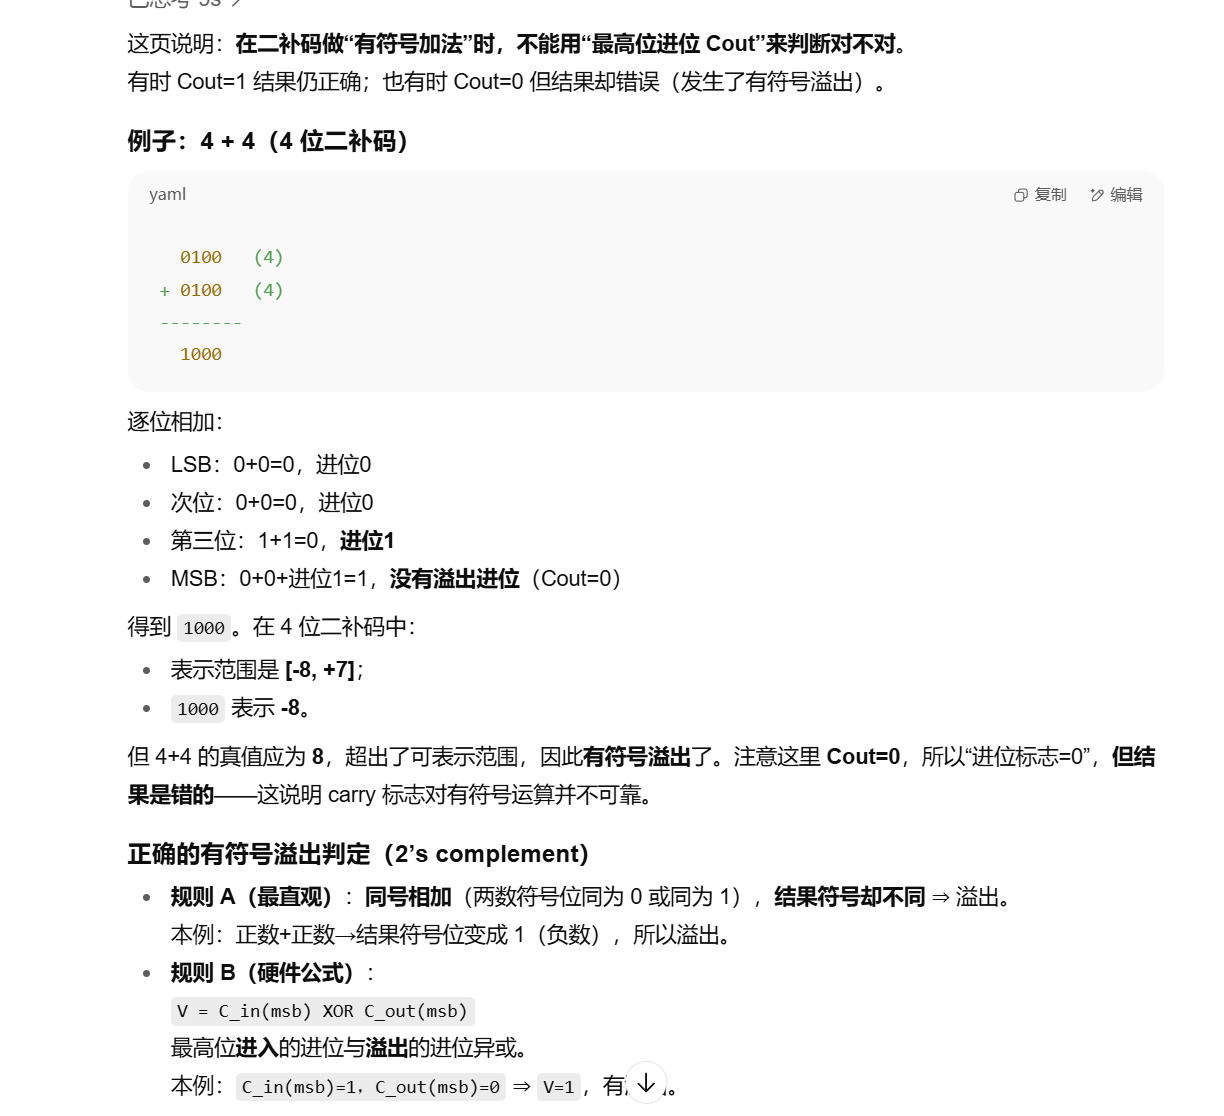 已思考 9s >
这页说明：在二补码做“有符号加法”时，不能用“最高位进位 Cout”来判断对不对。
有时 Cout=1 结果仍正确；也有时 Cout=0 但结果却错误（发生了有符号溢出）。
例子：4 + 4（4 位二补码）
yaml 复制 编辑
0100 (4)
+ 0100 (4)
--------
1000
逐位相加：
• LSB：0+0=0，进位0
• 次位：0+0=0，进位0
• 第三位：1+1=0，进位1
• MSB：0+0+进位1=1，没有溢出进位（Cout=0）
得到 1000 。在 4 位二补码中：
• 表示范围是 [-8, +7]；
• 1000 表示 -8。
但 4+4 的真值应为 8，超出了可表示范围，因此有符号溢出了。注意这里 Cout=0，所以“进位标志=0”，但结
果是错的——这说明 carry 标志对有符号运算并不可靠。
正确的有符号溢出判定（2’s complement）
• 规则 A（最直观）：同号相加（两数符号位同为 0 或同为 1），结果符号却不同 ⇒ 溢出。
本例：正数+正数→结果符号位变成 1（负数），所以溢出。
• 规则 B（硬件公式）：
V = C_in(msb) XOR C_out(msb)
最高位进入的进位与溢出的进位异或。
本例：C_in(msb)=1，C_out(msb)=0 ⇒ V=1，有